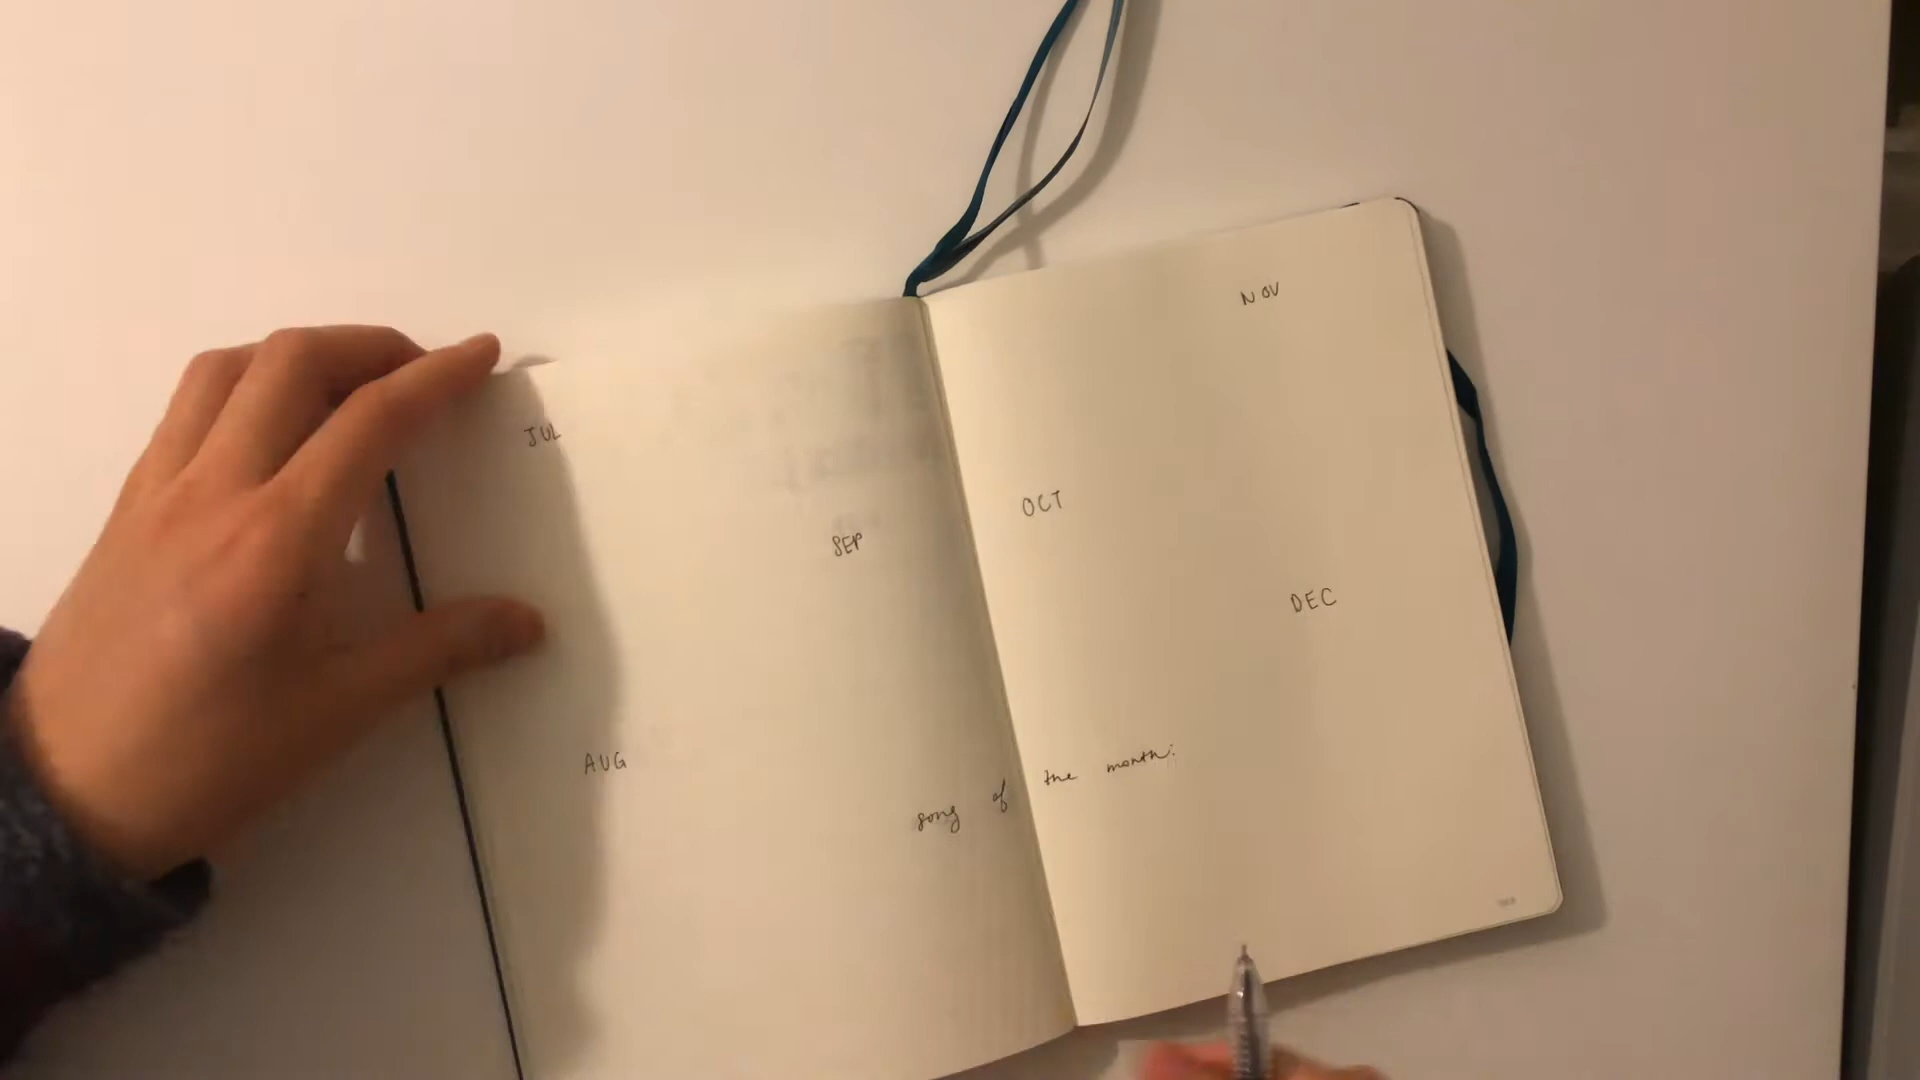 JUL
SEP
AUG
NOV
OCT
DEC
song of the month: